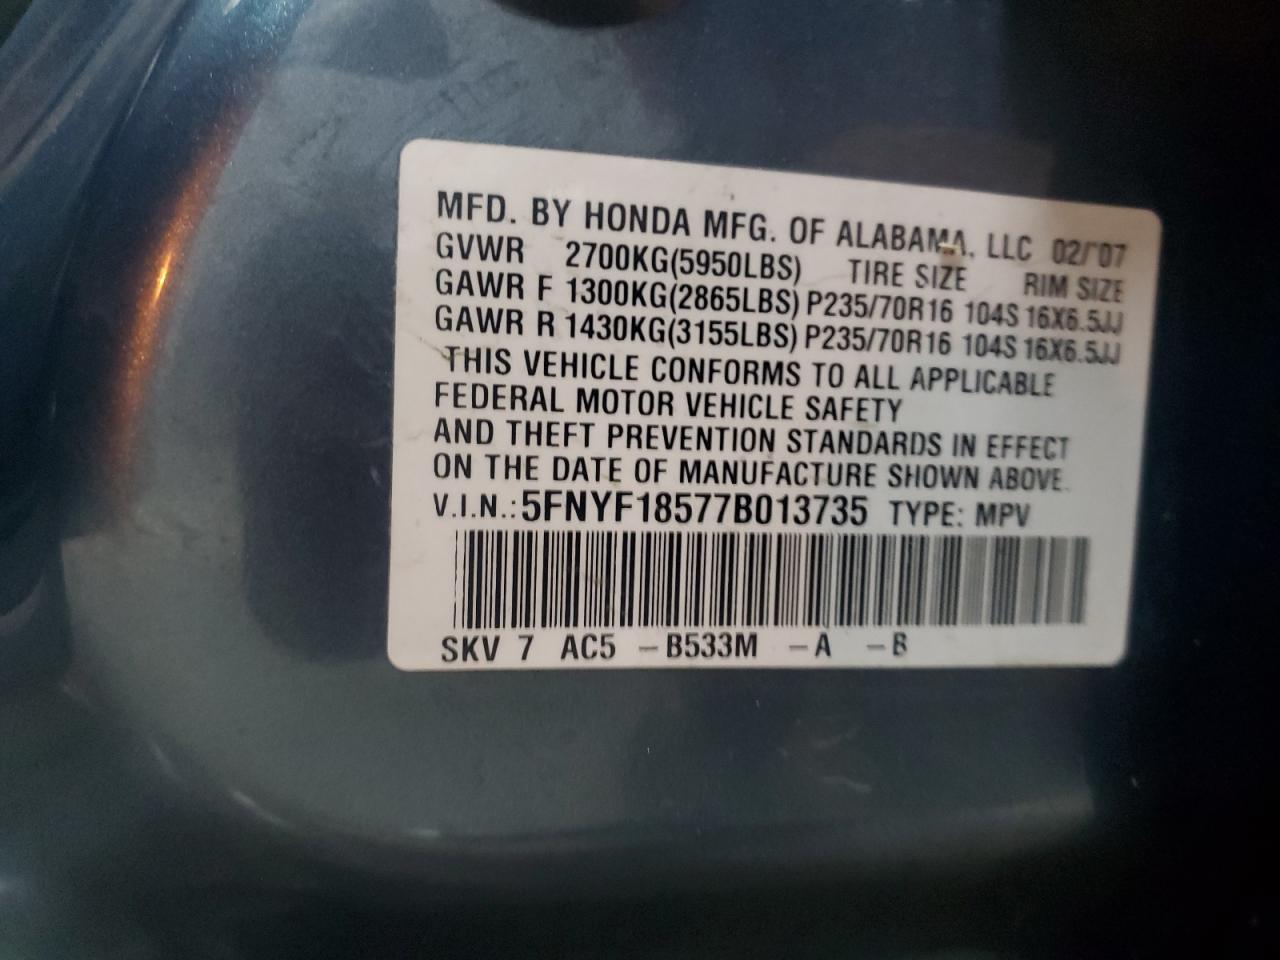 MFD. BY HONDA MFG. OF ALABAMA, LLC 02/'07
GVWR 2700KG(5950LBS) TIRE SIZE RIM SIZE
GAWR F 1300KG(2865LBS) P235/70R16 104S 16X6.5JJ
GAWR R 1430KG(3155LBS) P235/70R16 104S 16X6.5JJ
THIS VEHICLE CONFORMS TO ALL APPLICABLE
FEDERAL MOTOR VEHICLE SAFETY
AND THEFT PREVENTION STANDARDS IN EFFECT
ON THE DATE OF MANUFACTURE SHOWN ABOVE.
V.I.N.: 5FNYF18577B013735 TYPE: MPV
SKV 7 AC5 – B533M – A – B